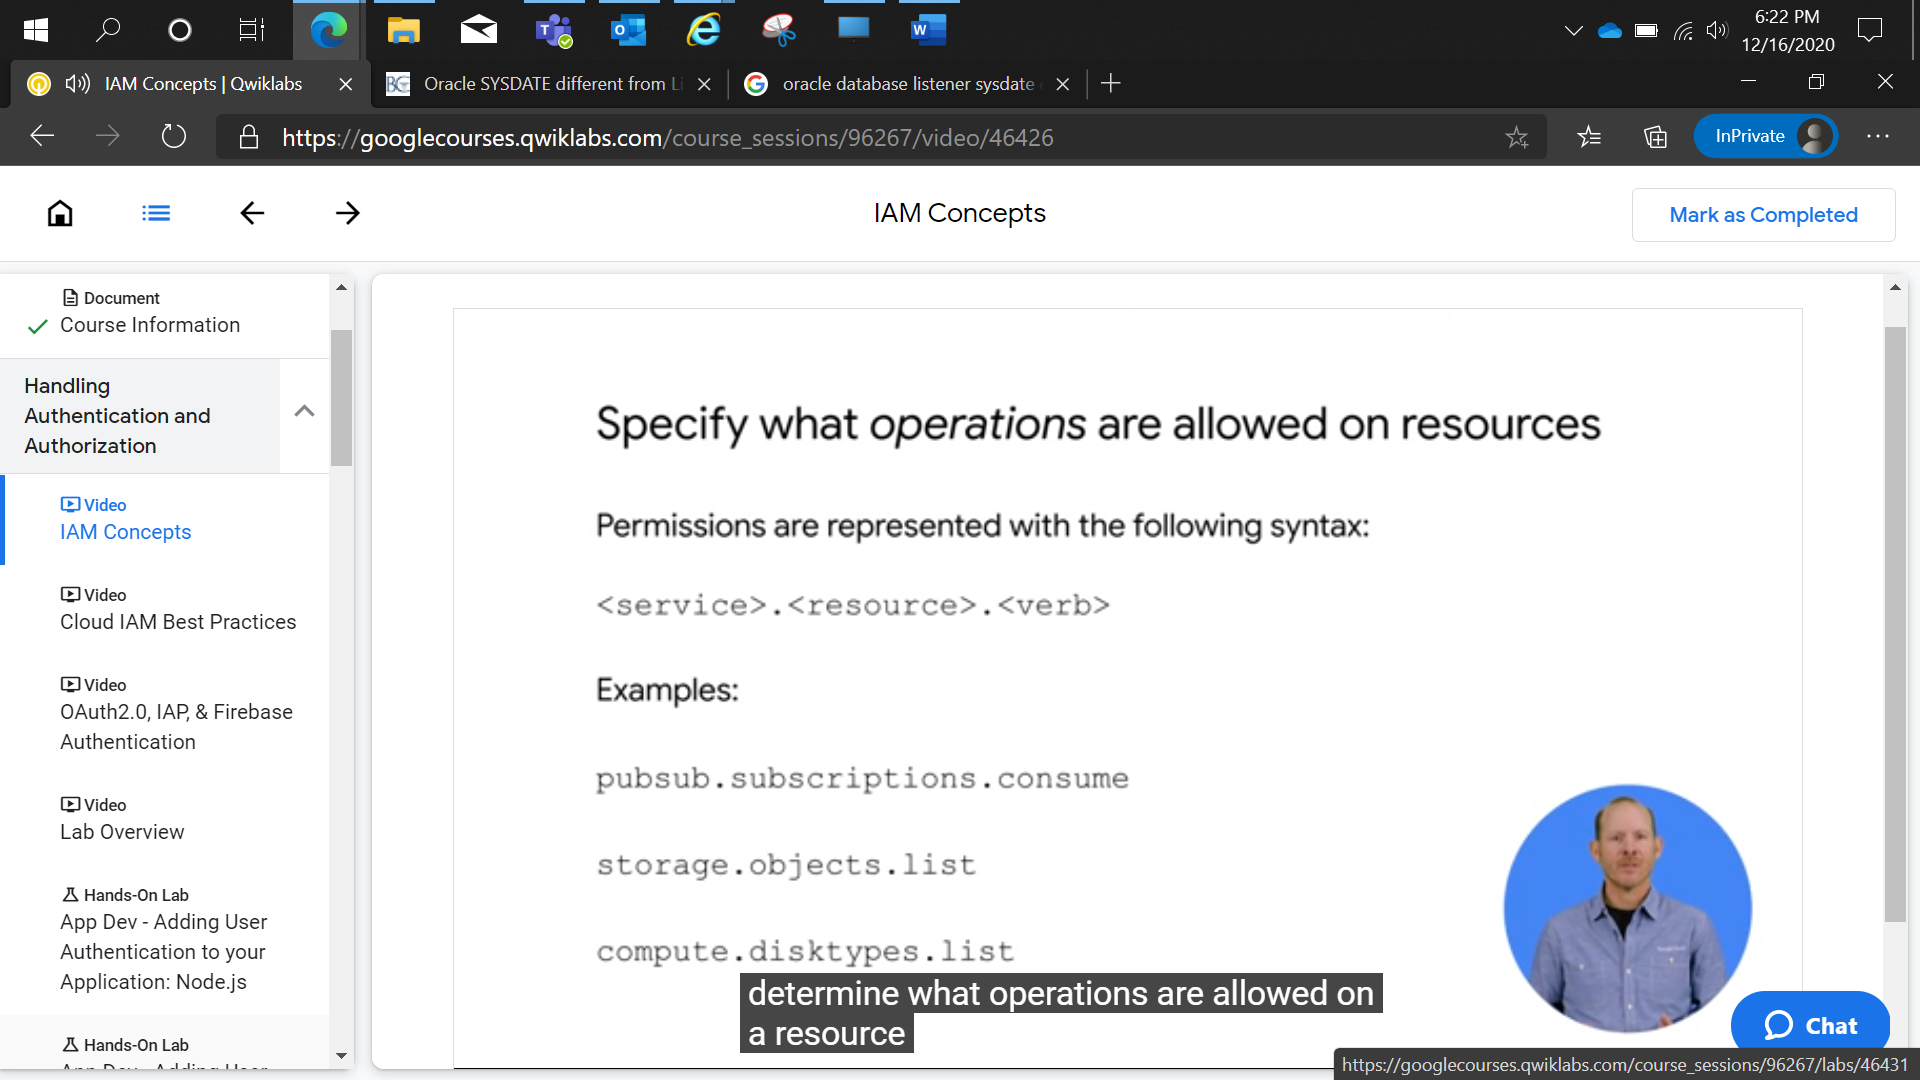 6:22 PM
12/16/2020
IAM Concepts | Qwiklabs
Oracle SYSDATE different from Li
oracle database listener sysdate
https://googlecourses.qwiklabs.com/course_sessions/96267/video/46426
InPrivate
IAM Concepts
Mark as Completed
Document
Course Information
Handling
Authentication and
Authorization
Video
IAM Concepts
Video
Cloud IAM Best Practices
Video
OAuth2.0, IAP, & Firebase
Authentication
Video
Lab Overview
Hands-On Lab
App Dev - Adding User
Authentication to your
Application: Node.js
Hands-On Lab
App Dev - Adding User
Specify what operations are allowed on resources
Permissions are represented with the following syntax:
<service>.<resource>.<verb>
Examples:
pubsub.subscriptions.consume
storage.objects.list
compute.disktypes.list
determine what operations are allowed on
a resource
Chat
https://googlecourses.qwiklabs.com/course_sessions/96267/labs/46431